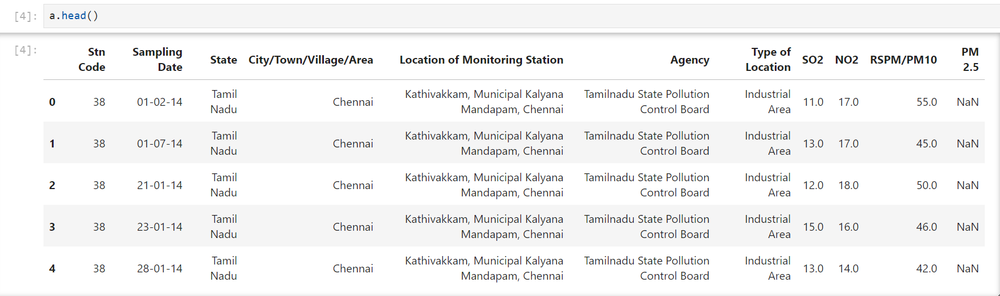 [4]: a.head()
[4]:
Stn Code Sampling Date State City/Town/Village/Area Location of Monitoring Station Agency Type of Location SO2 NO2 RSPM/PM10 PM 2.5
0 38 01-02-14 Tamil Nadu Chennai Kathivakkam, Municipal Kalyana Mandapam, Chennai Tamilnadu State Pollution Control Board Industrial Area 11.0 17.0 55.0 NaN
1 38 01-07-14 Tamil Nadu Chennai Kathivakkam, Municipal Kalyana Mandapam, Chennai Tamilnadu State Pollution Control Board Industrial Area 13.0 17.0 45.0 NaN
2 38 21-01-14 Tamil Nadu Chennai Kathivakkam, Municipal Kalyana Mandapam, Chennai Tamilnadu State Pollution Control Board Industrial Area 12.0 18.0 50.0 NaN
3 38 23-01-14 Tamil Nadu Chennai Kathivakkam, Municipal Kalyana Mandapam, Chennai Tamilnadu State Pollution Control Board Industrial Area 15.0 16.0 46.0 NaN
4 38 28-01-14 Tamil Nadu Chennai Kathivakkam, Municipal Kalyana Mandapam, Chennai Tamilnadu State Pollution Control Board Industrial Area 13.0 14.0 42.0 NaN